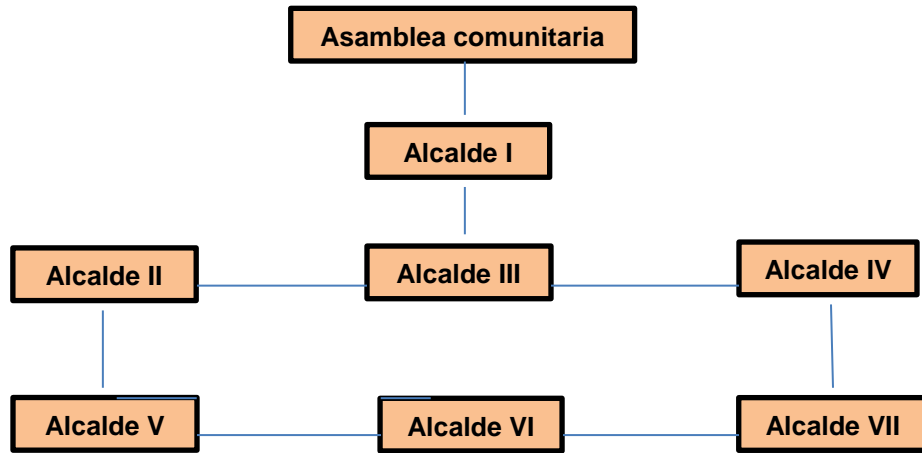 Asamblea comunitaria
Alcalde I
Alcalde II
Alcalde III
Alcalde IV
Alcalde V
Alcalde VI
Alcalde VII